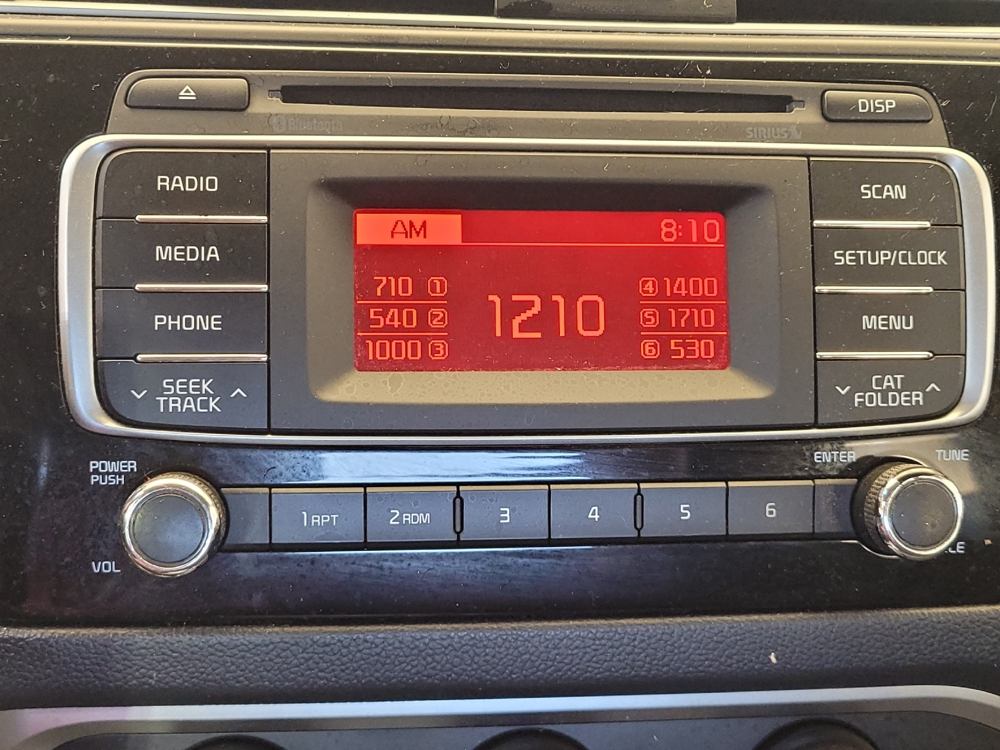 DISP
Bluetooth
SIRIUS
RADIO
MEDIA
PHONE
SEEK
TRACK
AM 8:10
710 1 4 1400
540 2 1210 5 1710
1000 3 6 530
SCAN
SETUP/CLOCK
MENU
CAT
FOLDER
POWER
PUSH
VOL
1 RPT 2 RDM 3 4 5 6
ENTER TUNE